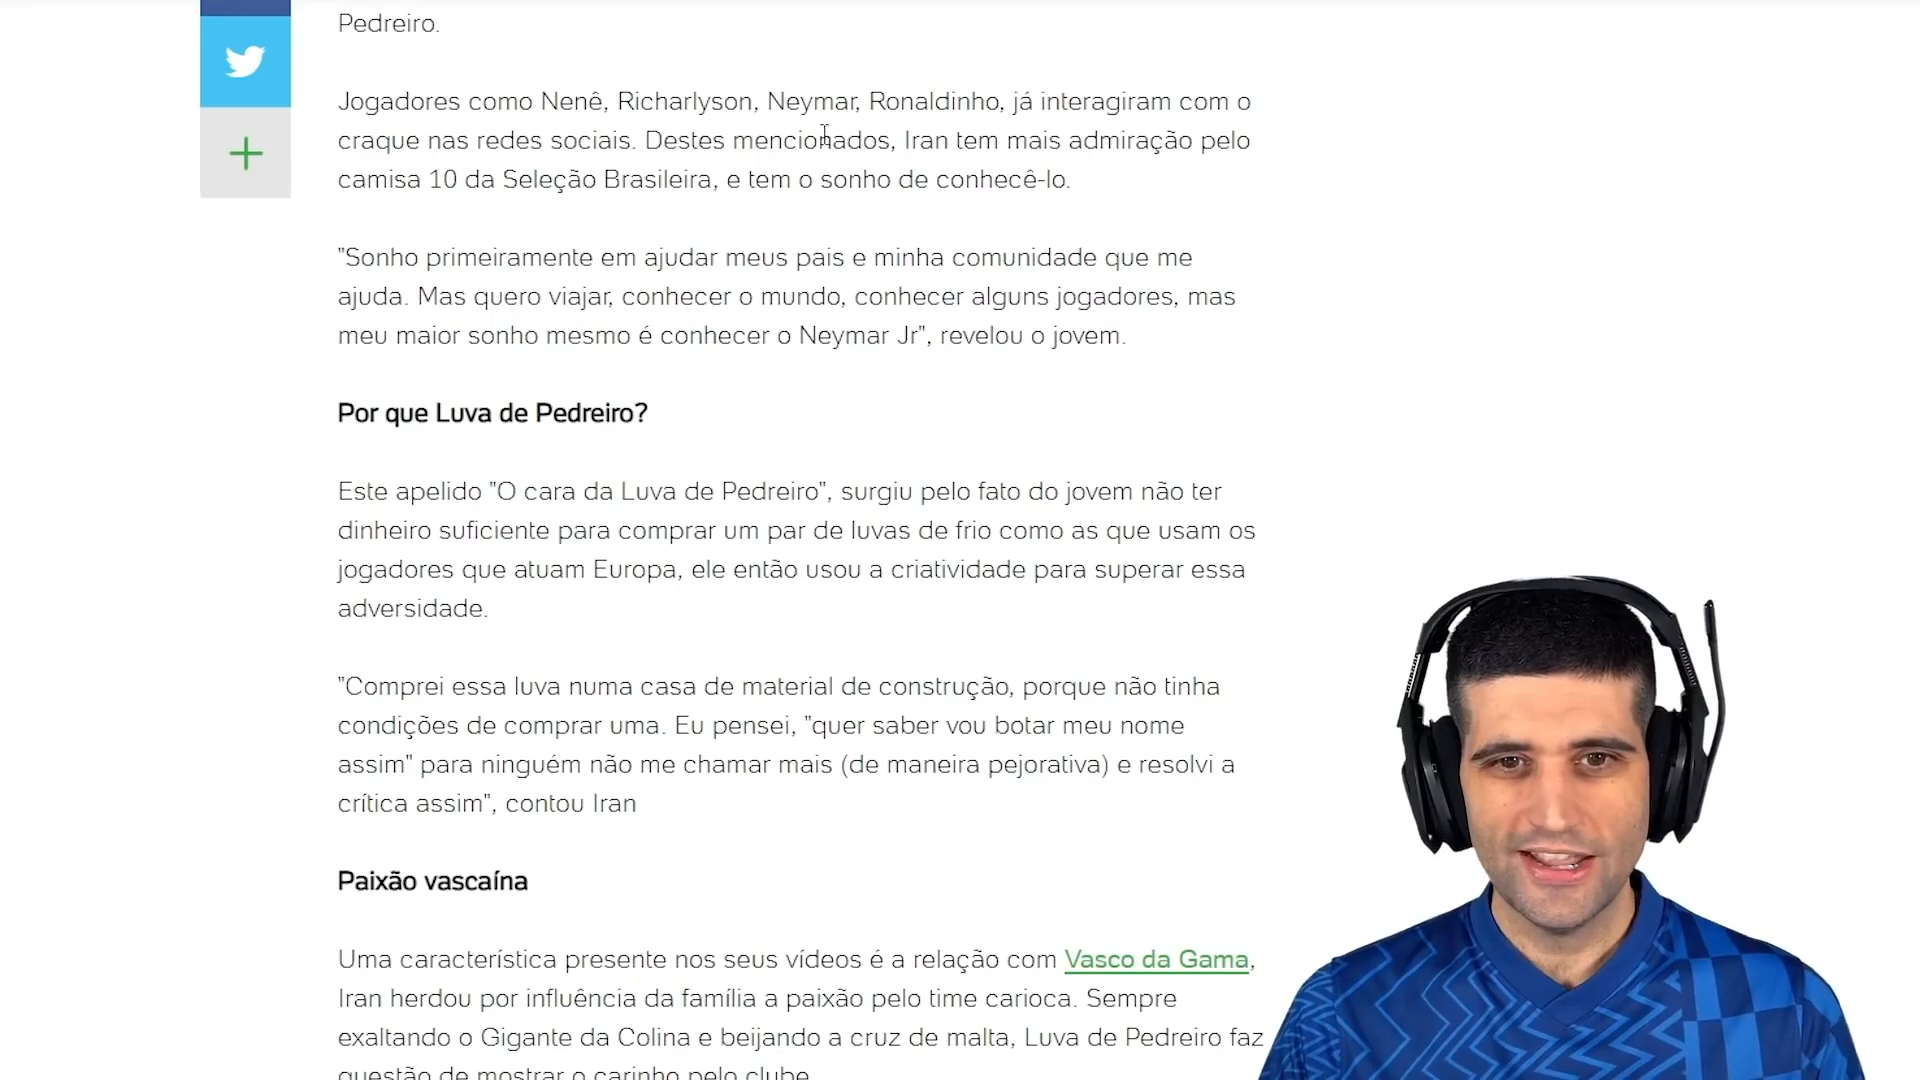 Pedreiro.
Jogadores como Nenê, Richarlyson, Neymar, Ronaldinho, já interagiram com o
craque nas redes sociais. Destes mencionados, Iran tem mais admiração pelo
camisa 10 da Seleção Brasileira, e tem o sonho de conhecê-lo.
"Sonho primeiramente em ajudar meus pais e minha comunidade que me
ajuda. Mas quero viajar, conhecer o mundo, conhecer alguns jogadores, mas
meu maior sonho mesmo é conhecer o Neymar Jr", revelou o jovem.
Por que Luva de Pedreiro?
Este apelido "O cara da Luva de Pedreiro", surgiu pelo fato do jovem não ter
dinheiro suficiente para comprar um par de luvas de frio como as que usam os
jogadores que atuam Europa, ele então usou a criatividade para superar essa
adversidade.
"Comprei essa luva numa casa de material de construção, porque não tinha
condições de comprar uma. Eu pensei, "quer saber vou botar meu nome
assim" para ninguém não me chamar mais (de maneira pejorativa) e resolvi a
crítica assim", contou Iran
Paixão vascaína
Uma característica presente nos seus vídeos é a relação com Vasco da Gama,
Iran herdou por influência da família a paixão pelo time carioca. Sempre
exaltando o Gigante da Colina e beijando a cruz de malta, Luva de Pedreiro faz
questão de mostrar o carinho pelo clube